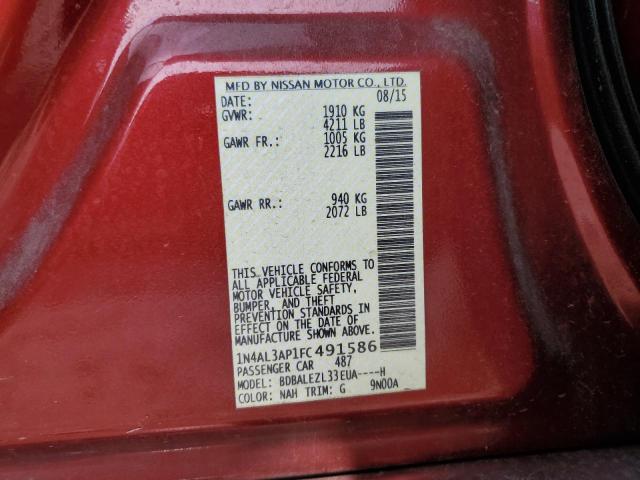 MFD BY NISSAN MOTOR CO., LTD.
DATE: 08/15
GVWR: 1910 KG
4211 LB
GAWR FR.: 1005 KG
2216 LB
GAWR RR.: 940 KG
2072 LB
THIS VEHICLE CONFORMS TO
ALL APPLICABLE FEDERAL
MOTOR VEHICLE SAFETY,
BUMPER, AND THEFT
PREVENTION STANDARDS IN
EFFECT ON THE DATE OF
MANUFACTURE SHOWN ABOVE.
1N4AL3AP1FC491586
PASSENGER CAR 487
MODEL: BDBALEZL33EUA----H
COLOR: NAH TRIM: G 9N00A